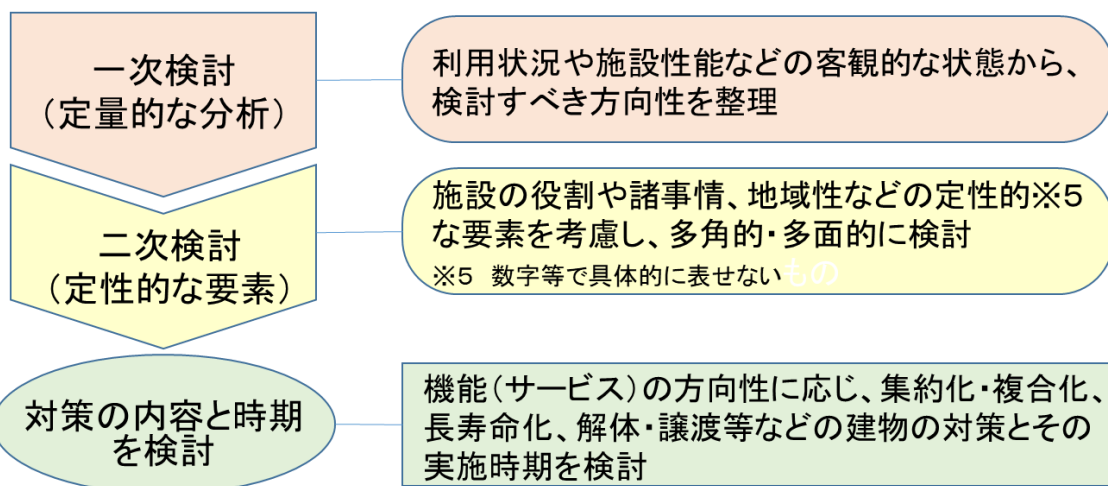 一次検討
（定量的な分析）
利用状況や施設性能などの客観的な状態から、
検討すべき方向性を整理
二次検討
（定性的な要素）
施設の役割や諸事情、地域性などの定性的※５
な要素を考慮し、多角的・多面的に検討
※５　数字等で具体的に表せないもの
対策の内容と時期
を検討
機能（サービス）の方向性に応じ、集約化・複合化、
長寿命化、解体・譲渡等などの建物の対策とその
実施時期を検討